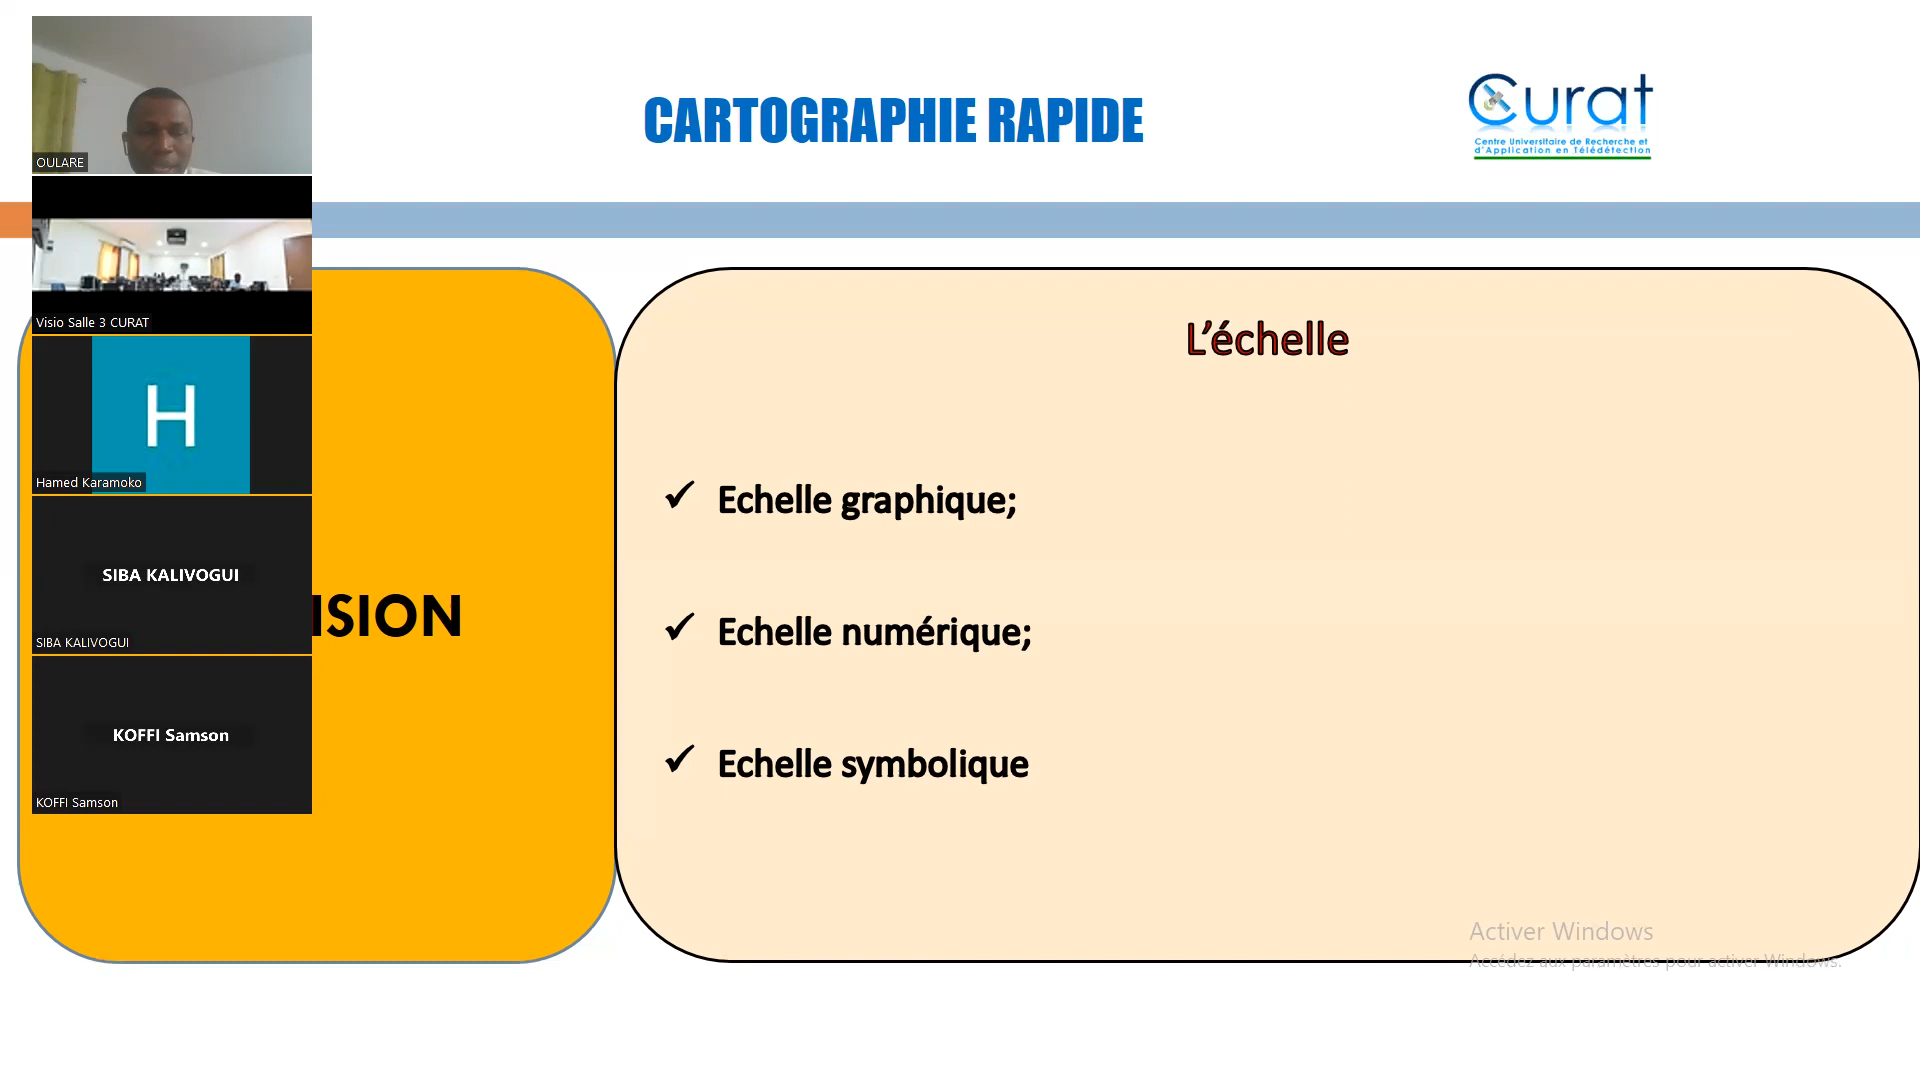 OULARE
Visio Salle 3 CURAT
H
Hamed Karamoko
SIBA KALIVOGUI
SIBA KALIVOGUI
KOFFI Samson
KOFFI Samson
CARTOGRAPHIE RAPIDE
Curat
Centre Universitaire de Recherche et
d'Application en Télédétection
ISION
L'échelle
✓ Echelle graphique;
✓ Echelle numérique;
✓ Echelle symbolique
Activer Windows
Accédez aux paramètres pour activer Windows.